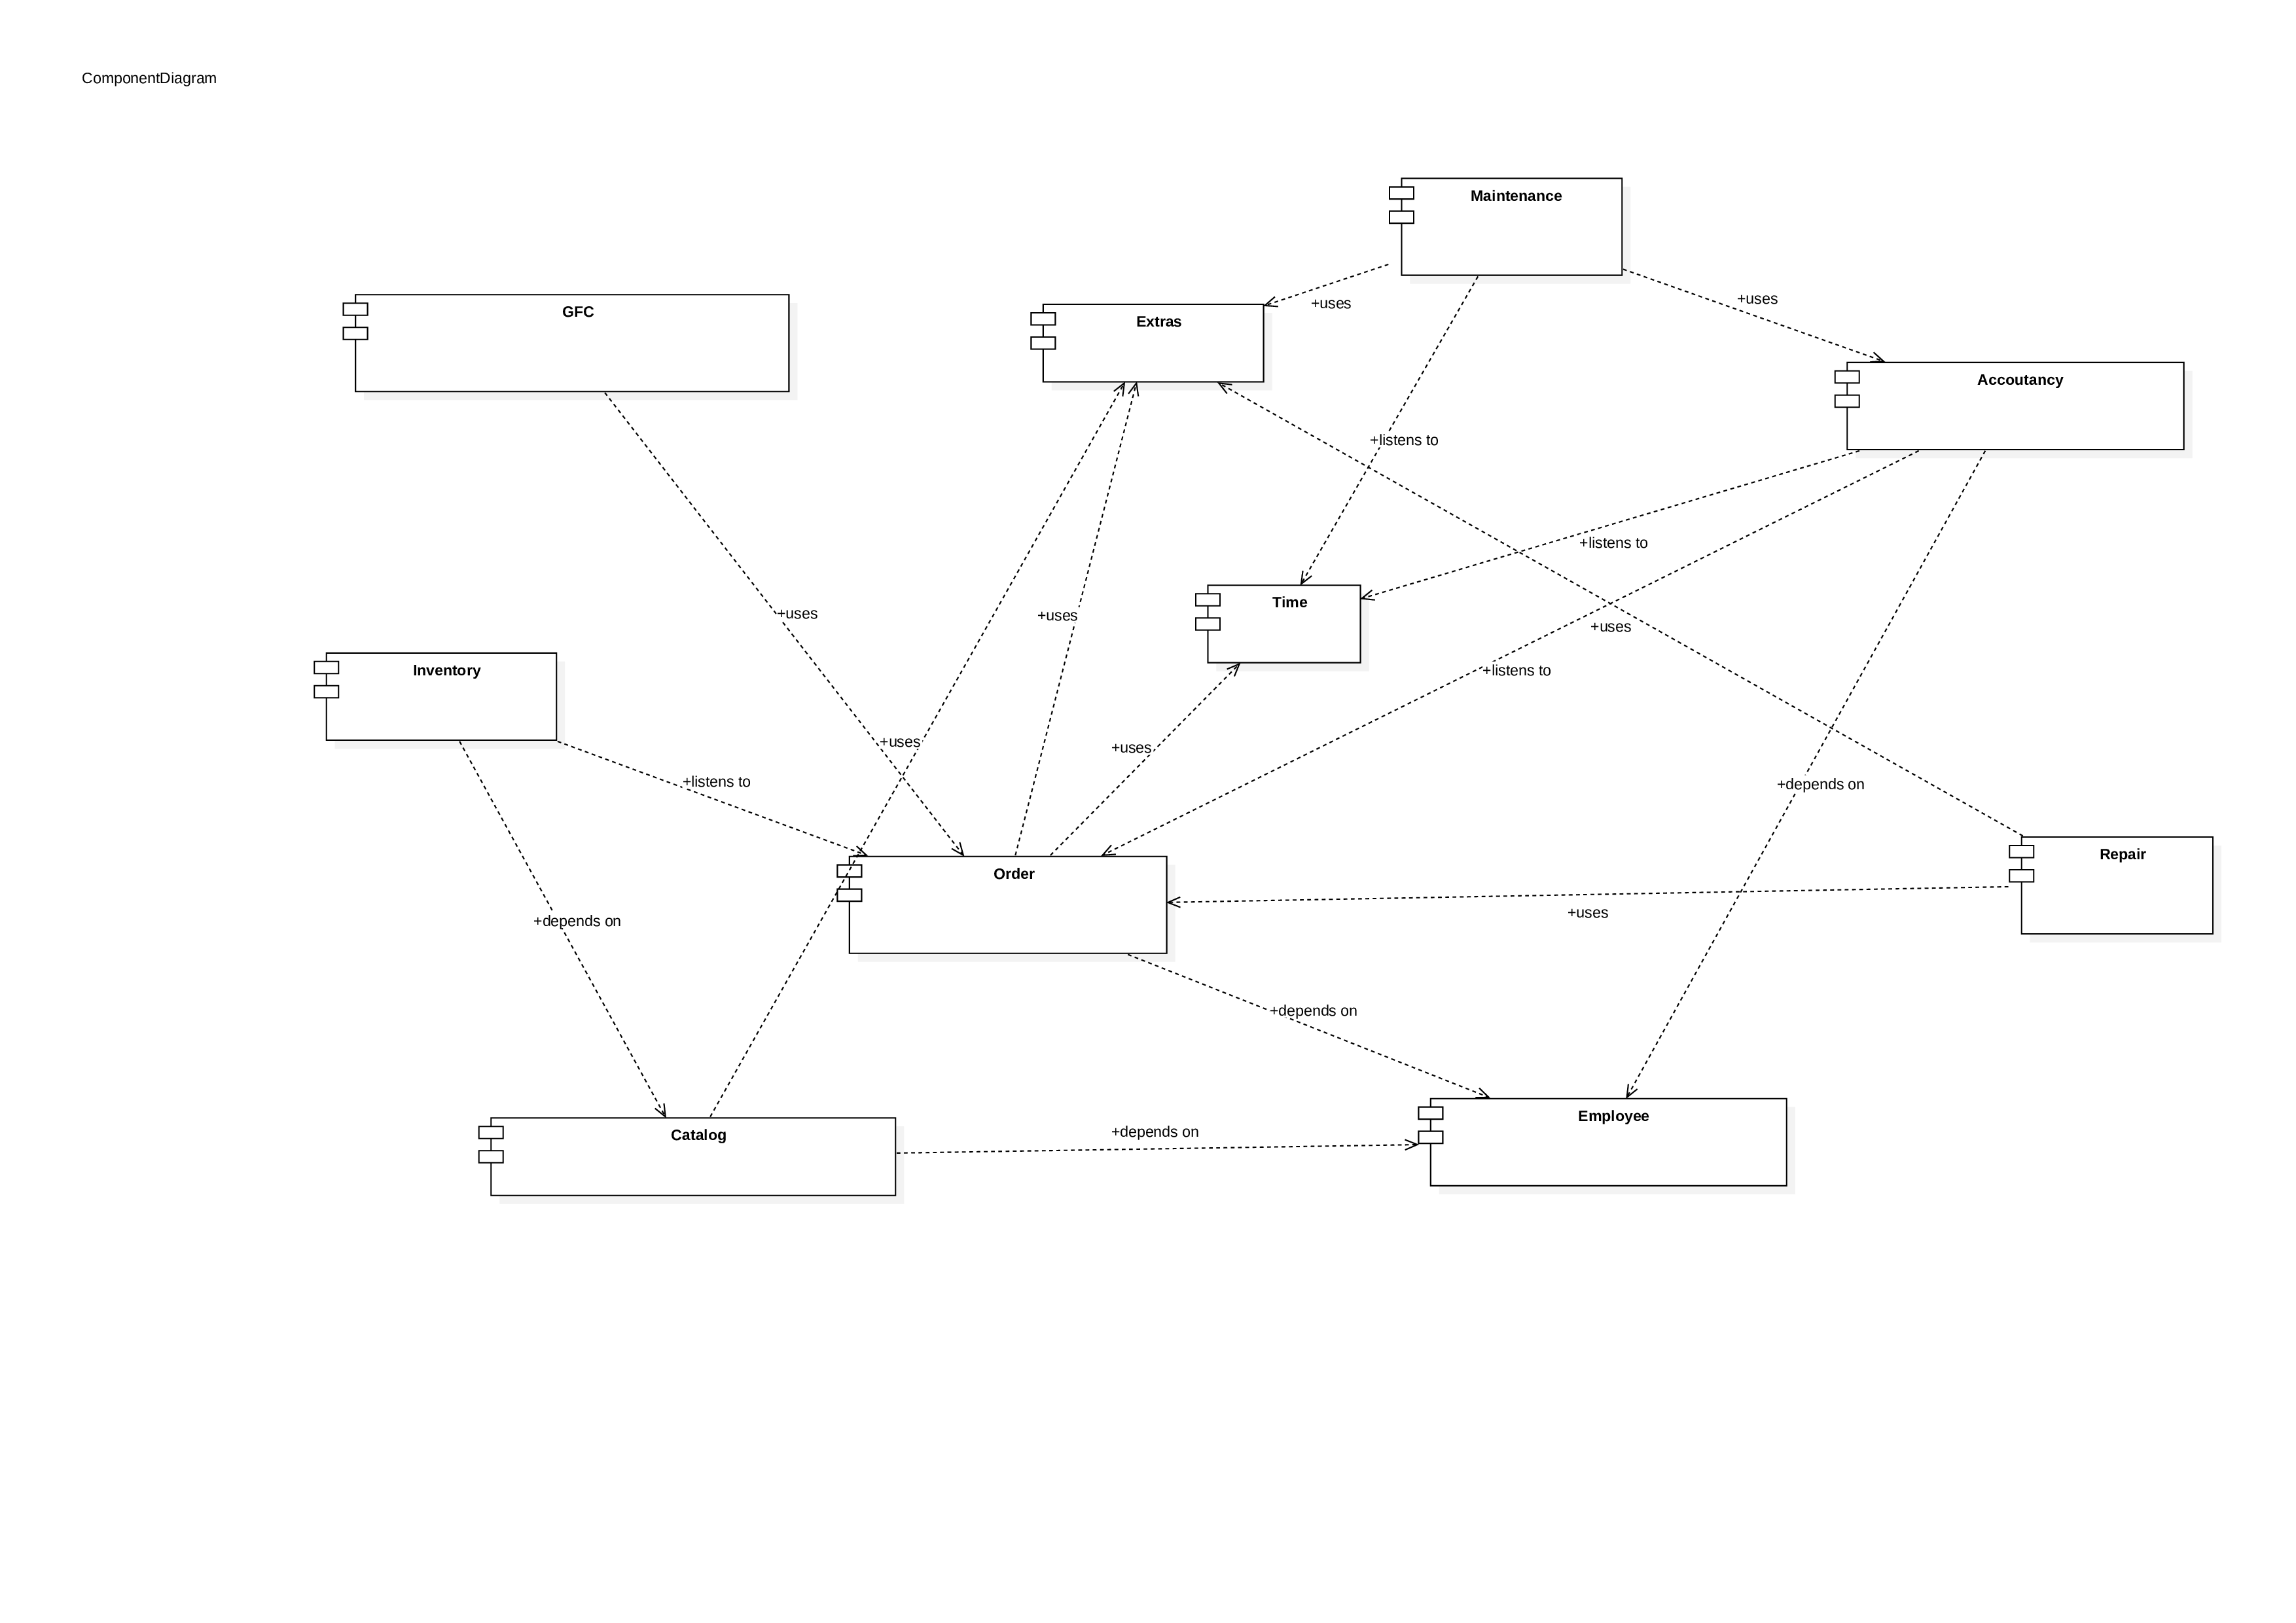 ComponentDiagram
Maintenance
GFC
+uses
+uses
Extras
Accoutancy
+listens to
+listens to
Time
+uses
+uses
+uses
Inventory
+listens to
+uses
+uses
+listens to
+depends on
Repair
Order
+uses
+depends on
+depends on
Employee
+depends on
Catalog